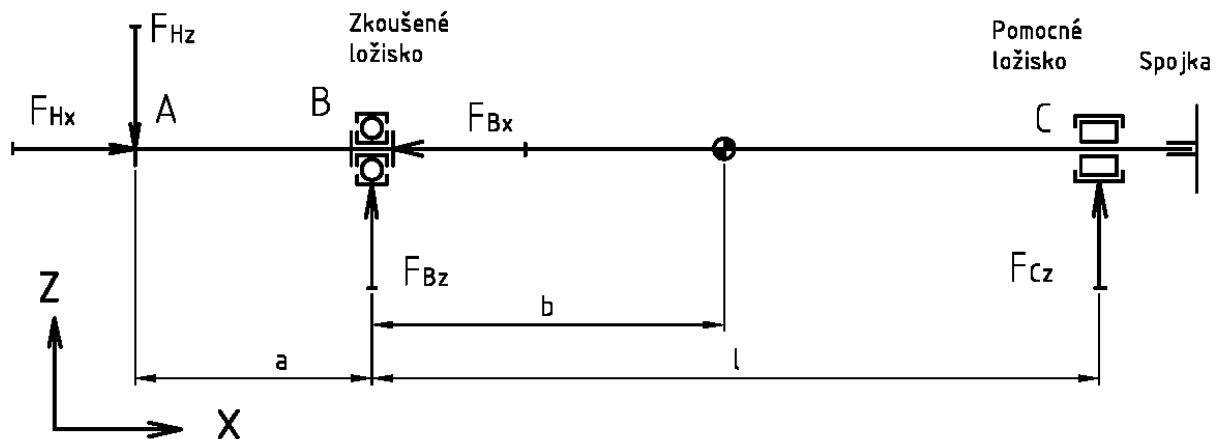 FHz
Zkoušené
ložisko
Pomocné
ložisko
Spojka
FHx
A
B
FBx
C
FBz
FCz
Z
b
a
l
X